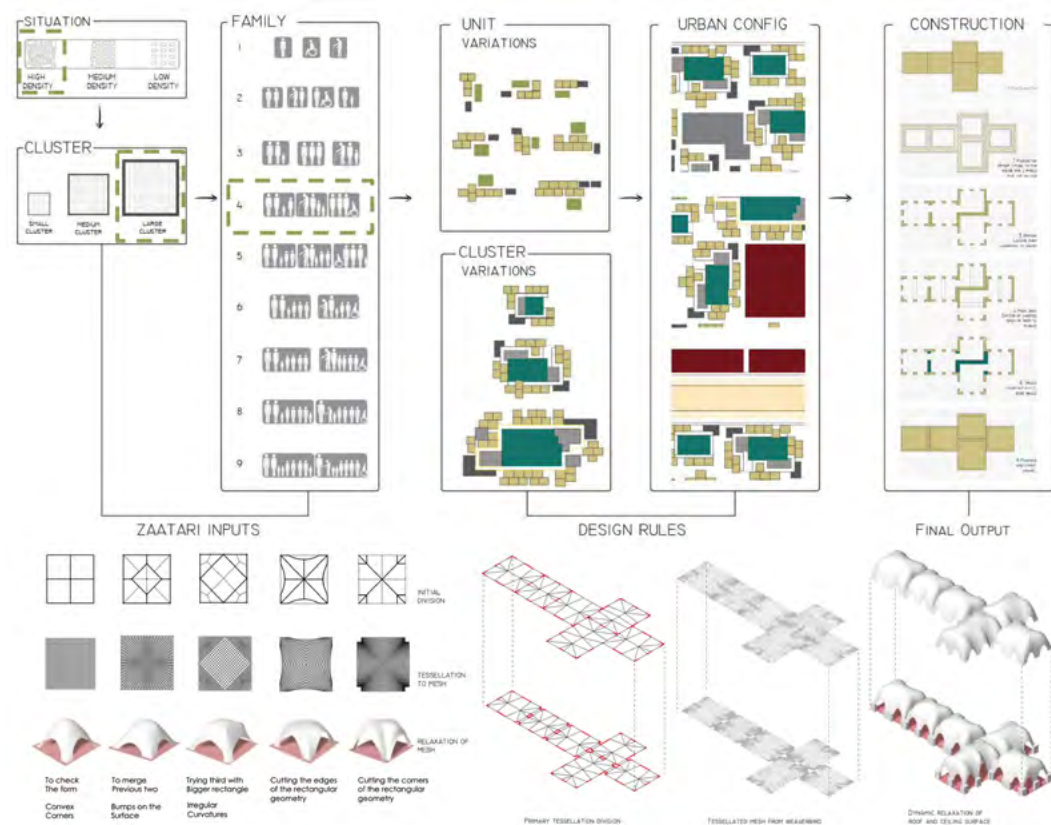 SITUATION
HIGH
DENSITY
MEDIUM
DENSITY
LOW
DENSITY
CLUSTER
SMALL
CLUSTER
MEDIUM
CLUSTER
LARGE
CLUSTER
FAMILY
1
2
3
4
5
6
7
8
9
UNIT
VARIATIONS
CLUSTER
VARIATIONS
URBAN CONFIG
CONSTRUCTION
ZAATARI INPUTS
DESIGN RULES
FINAL OUTPUT
INITIAL
DIVISION
TESSELLATION
TO MESH
RELAXATION OF
MESH
To check
The form
Convex
Corners
To merge
Previous two
Bumps on the
Surface
Trying third with
Bigger rectangle
Irregular
Curvatures
Cutting the edges
of the rectangular
geometry
Cutting the corners
of the rectangular
geometry
PRIMARY TESSELLATION DIVISION
TESSELLATED MESH FROM WEAVERBIRD
DYNAMIC RELAXATION OF
ROOF AND CEILING SURFACE